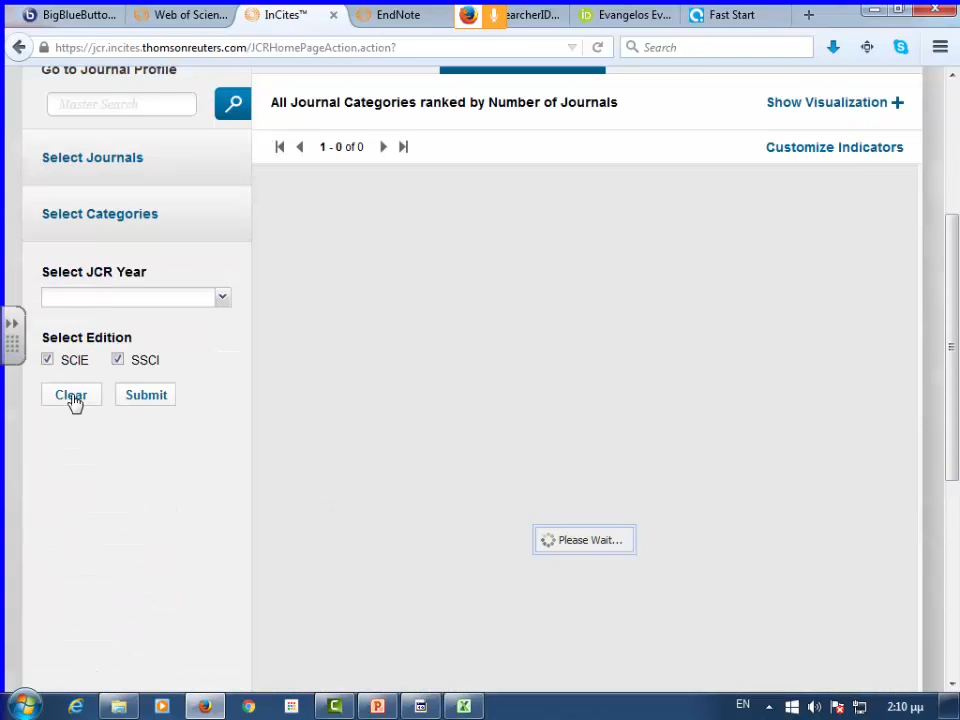 BigBlueButto...
Web of Scien...
InCites™
EndNote
earcherID...
Evangelos Ev...
Fast Start
https://jcr.incites.thomsonreuters.com/JCRHomePageAction.action?
Search
Go to Journal Profile
Master Search
All Journal Categories ranked by Number of Journals
Show Visualization +
1 - 0 of 0
Customize Indicators
Select Journals
Select Categories
Select JCR Year
Select Edition
SCIE
SSCI
Clear
Submit
Please Wait...
EN
2:10 μμ